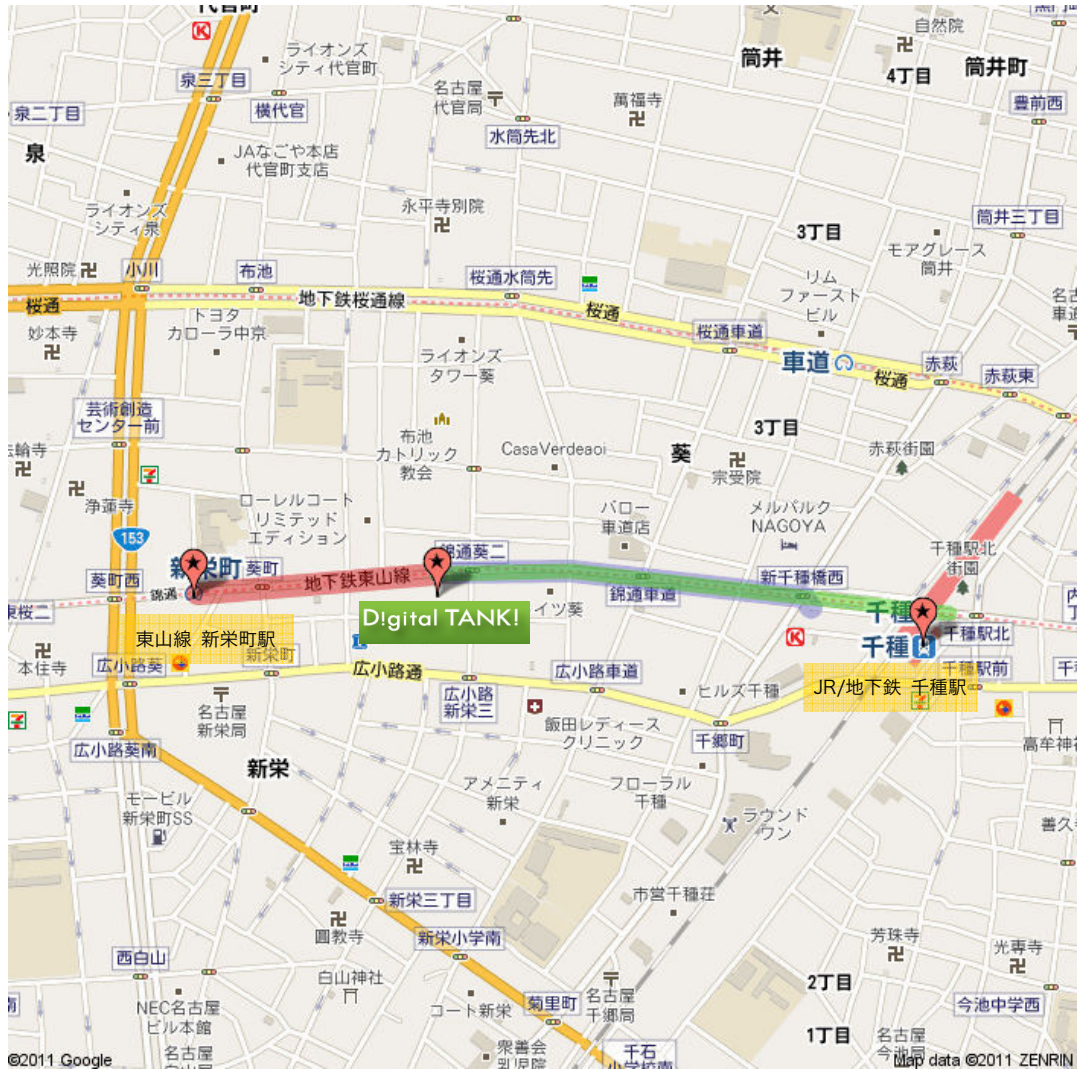 代官町
ライオンズ
シティ代官町
泉三丁目
泉二丁目
横代官
名古屋
代官局
水筒先北
萬福寺
筒井
自然院
4丁目
筒井町
豊前西
泉
JAなごや本店
代官町支店
ライオンズ
シティ泉
永平寺別院
筒井三丁目
3丁目
モアグレース
筒井
光照院
小川
布池
桜通水筒先
リム
ファースト
ビル
桜通
地下鉄桜通線
桜通
妙本寺
トヨタ
カローラ中京
ライオンズ
タワー葵
桜通車道
車道
桜通
赤萩
赤萩東
芸術創造
センター前
布池
カトリック
教会
CasaVerdeaoi
葵
3丁目
宗受院
赤萩街園
浄蓮寺
ローレルコート
リミテッド
エディション
バロー
車道店
メルパルク
NAGOYA
153
千種駅北
街園
葵町西
錦通
新栄町
葵町
地下鉄東山線
錦通葵二
錦通車道
新千種橋西
千種
D!gital TANK!
イツ葵
東桜二
東山線 新栄町駅
千種
千種駅北
本住寺
広小路葵
新栄町
広小路通
広小路
新栄三
広小路車道
ヒルズ千種
JR/地下鉄 千種駅
千種駅前
名古屋
新栄局
飯田レディース
クリニック
千郷町
広小路葵南
新栄
モービル
新栄町SS
アメニティ
新栄
フローラル
千種
ラウンド
ワン
宝林寺
新栄三丁目
市営千種荘
圓教寺
新栄小学南
芳珠寺
光専寺
西白山
白山神社
2丁目
NEC名古屋
ビル本館
コート新栄
菊里町
名古屋
千郷局
今池中学西
1丁目
名古屋
今池局
衆善会
乳児院
千石
小学校南
©2011 Google
Map data ©2011 ZENRIN